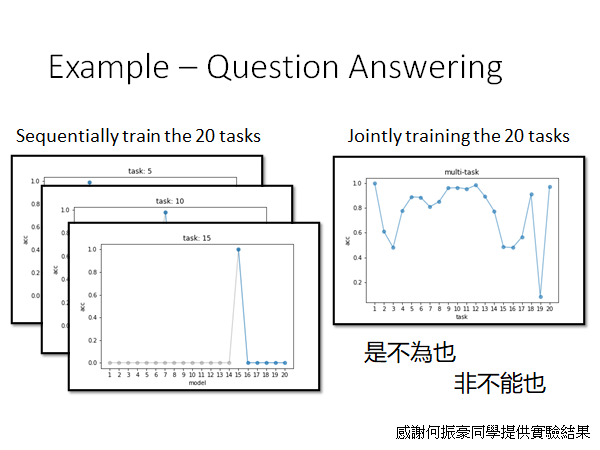 Example – Question Answering
Sequentially train the 20 tasks
Jointly training the 20 tasks
task: 5
1.0
0.8
0.6
0.4
0.2
0.0
acc
task: 10
1.0
0.8
0.6
0.4
0.2
0.0
acc
task: 15
1.0
0.8
0.6
0.4
0.2
0.0
acc
1 2 3 4 5 6 7 8 9 10 11 12 13 14 15 16 17 18 19 20
model
multi-task
1.0
0.8
0.6
0.4
0.2
acc
1 2 3 4 5 6 7 8 9 10 11 12 13 14 15 16 17 18 19 20
task
是不為也
非不能也
感謝何振豪同學提供實驗結果